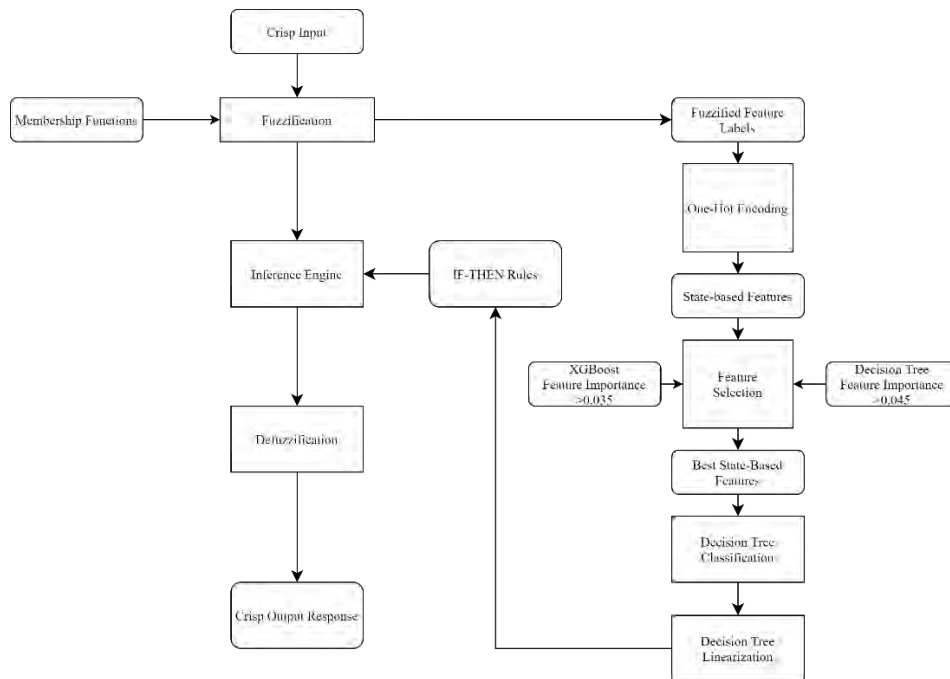 Crisp Input
Membership Functions
Fuzzification
Fuzzified Feature
Labels
One-Hot Encoding
Inference Engine
IF-THEN Rules
State-based Features
XGBoost
Feature Importance
>0.035
Feature
Selection
Decision Tree
Feature Importance
>0.045
Defuzzification
Best State-Based
Features
Decision Tree
Classification
Crisp Output Response
Decision Tree
Linearization